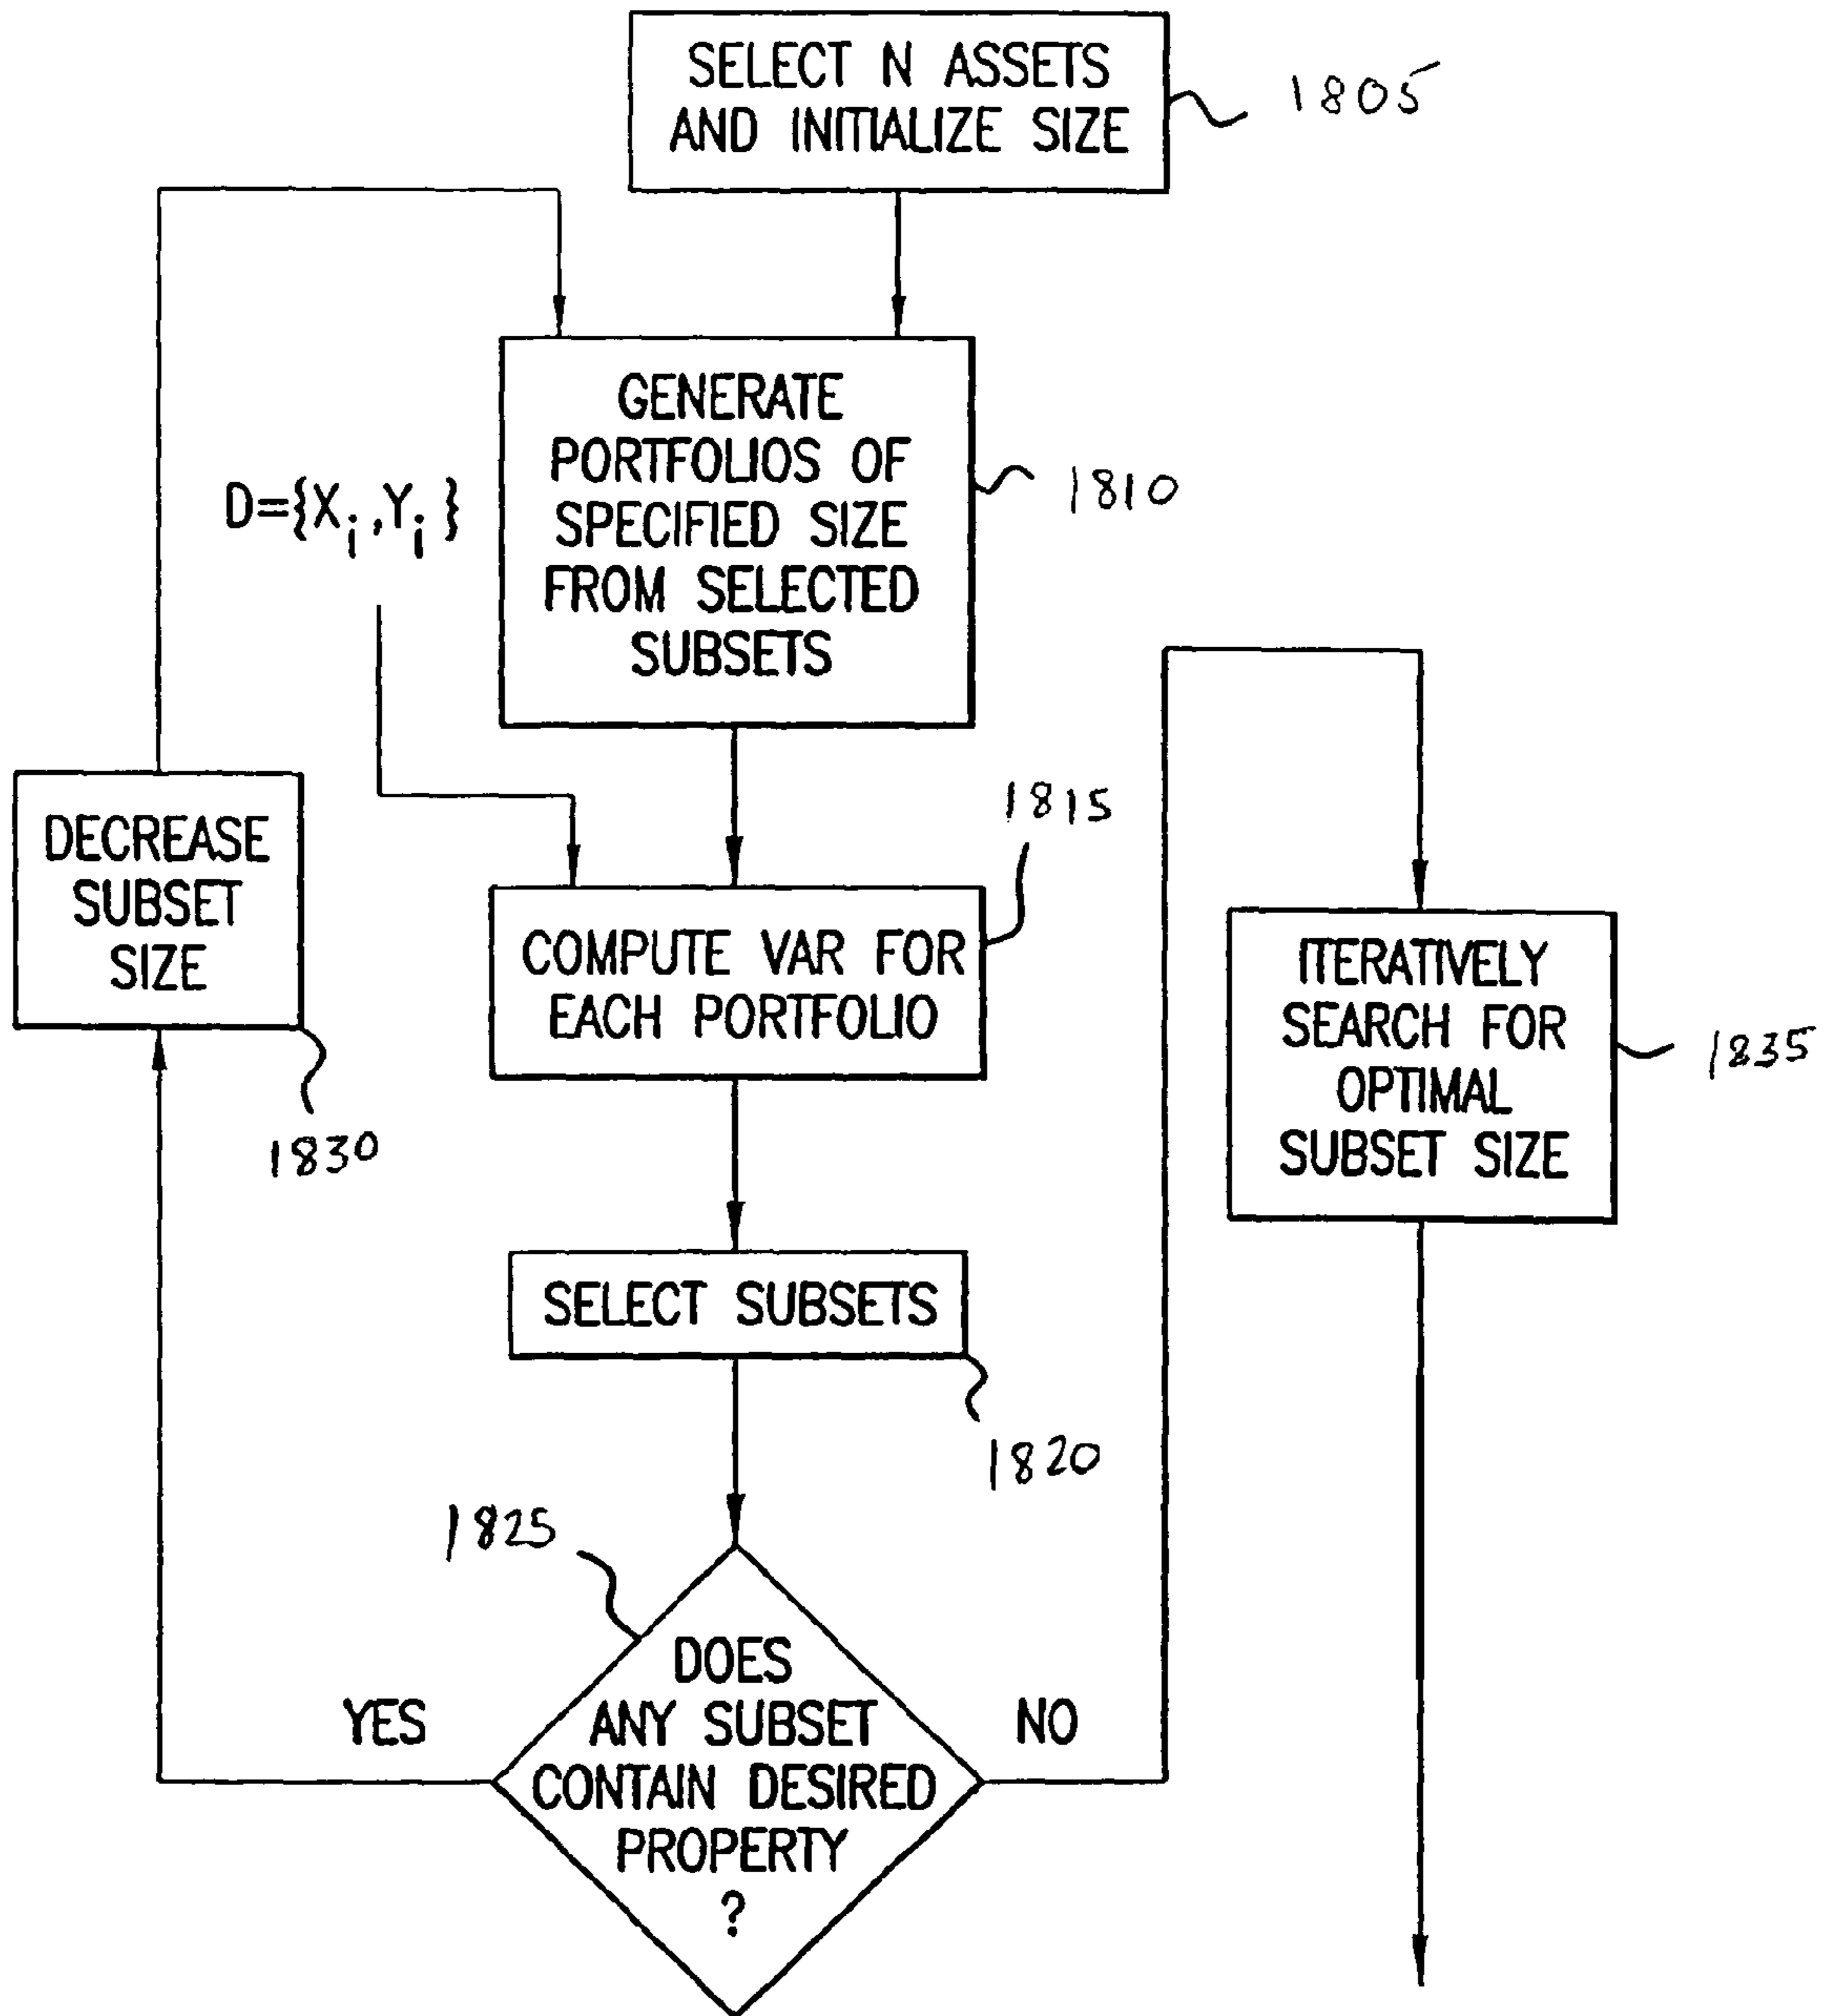 SELECT N ASSETS
AND INITIALIZE SIZE
1805
GENERATE
PORTFOLIOS OF
SPECIFIED SIZE
FROM SELECTED
SUBSETS
1810
D={X_i,Y_i}
DECREASE
SUBSET
SIZE
1830
COMPUTE VAR FOR
EACH PORTFOLIO
1815
ITERATIVELY
SEARCH FOR
OPTIMAL
SUBSET SIZE
1835
SELECT SUBSETS
1820
1825
DOES
ANY SUBSET
CONTAIN DESIRED
PROPERTY
?
YES
NO